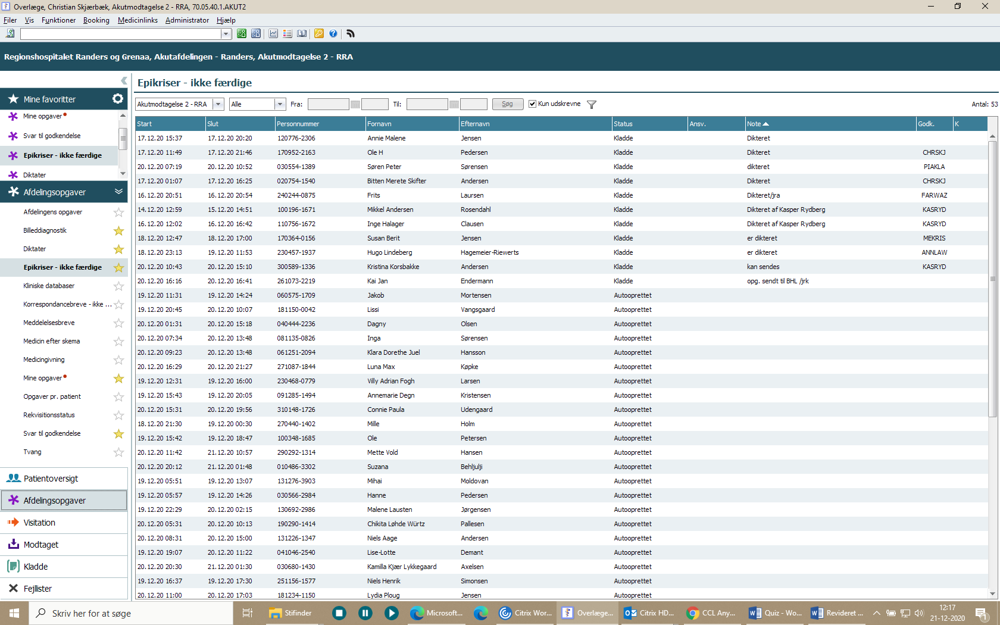 Overlæge, Christian Skjærbæk, Akutmodtagelse 2 - RRA, 70.05.40.1.AKUT2
Filer Vis Funktioner Booking Medicinlinks Administrator Hjælp
Regionshospitalet Randers og Grenaa, Akutafdelingen - Randers, Akutmodtagelse 2 - RRA
Mine favoritter
Mine opgaver
Svar til godkendelse
Epikriser - ikke færdige
Diktater
Afdelingsopgaver
Afdelingens opgaver
Billeddiagnostik
Diktater
Epikriser - ikke færdige
Kliniske databaser
Korrespondancebreve - ikke ...
Meddelelsesbreve
Medicin efter skema
Medicingivning
Mine opgaver
Opgaver pr. patient
Rekvisitionsstatus
Svar til godkendelse
Tvang
Patientoversigt
Afdelingsopgaver
Visitation
Modtaget
Kladde
Fejllister
Epikriser - ikke færdige
Akutmodtagelse 2 - RRA Alle Fra: Til: Søg Kun udskrevne Antal: 53
Start Slut Personnummer Fornavn Efternavn Status Ansv. Note Godk. K
17.12.20 15:37 17.12.20 20:20 120776-2306 Annie Malene Jensen Kladde Dikteret
17.12.20 11:49 17.12.20 21:46 170952-2163 Ole H Pedersen Kladde Dikteret CHRSKJ
20.12.20 07:19 20.12.20 10:52 030554-1389 Søren Peter Sørensen Kladde dikteret PIAKLA
17.12.20 01:07 17.12.20 16:25 020754-1540 Bitten Merete Skifter Andersen Kladde Dikteret CHRSKJ
16.12.20 20:51 16.12.20 20:54 240244-0875 Frits Laursen Kladde Dikteret/jra FARWAZ
14.12.20 12:59 15.12.20 14:51 100196-1671 Mikkel Andersen Rosendahl Kladde Dikteret af Kasper Rydberg KASRYD
16.12.20 12:02 16.12.20 16:42 110756-1672 Inge Halager Clausen Kladde Dikteret af Kasper Rydberg KASRYD
18.12.20 12:47 18.12.20 17:00 170364-0156 Susan Berit Jensen Kladde er dikteret MEKRIS
18.12.20 23:13 19.12.20 11:53 230457-1937 Hugo Lindeberg Hagemeier-Riewerts Kladde er dikteret ANNLAW
20.12.20 10:43 20.12.20 15:10 300589-1336 Kristina Korsbakke Andersen Kladde kan sendes KASRYD
20.12.20 16:16 20.12.20 16:41 261073-2219 Kai Jan Endermann Kladde opg. sendt til BHL /jrk
19.12.20 11:31 19.12.20 14:24 060575-1709 Jakob Mortensen Autooprettet
19.12.20 20:45 20.12.20 10:07 181150-0042 Lissi Vangsgaard Autooprettet
20.12.20 01:31 20.12.20 15:18 040444-2236 Dagny Olsen Autooprettet
20.12.20 07:34 20.12.20 13:48 081135-0826 Inga Sørensen Autooprettet
20.12.20 09:23 20.12.20 13:48 061251-2094 Klara Dorethe Juel Hansson Autooprettet
20.12.20 16:29 20.12.20 21:27 271087-1844 Luna Max Køpke Autooprettet
19.12.20 12:31 19.12.20 16:00 230468-0779 Villy Adrian Fogh Larsen Autooprettet
19.12.20 15:43 19.12.20 20:05 091285-1494 Annemarie Degn Kristensen Autooprettet
20.12.20 15:31 20.12.20 19:56 310148-1726 Connie Paula Udengaard Autooprettet
18.12.20 21:30 19.12.20 00:30 270440-1402 Mille Holm Autooprettet
19.12.20 15:42 19.12.20 18:47 100348-1685 Ole Petersen Autooprettet
20.12.20 11:42 21.12.20 10:57 290292-1314 Mette Vold Hansen Autooprettet
20.12.20 20:12 21.12.20 01:48 010486-3302 Suzana Behljulji Autooprettet
19.12.20 05:51 19.12.20 13:07 131276-3903 Mihai Moldovan Autooprettet
19.12.20 05:57 19.12.20 14:26 030566-2984 Hanne Pedersen Autooprettet
19.12.20 22:29 20.12.20 02:15 130692-2986 Malene Lausten Jørgensen Autooprettet
20.12.20 05:31 20.12.20 10:13 190290-1414 Chikita Løhde Würtz Pallesen Autooprettet
20.12.20 08:31 20.12.20 15:00 131226-1347 Niels Aage Andersen Autooprettet
19.12.20 19:07 20.12.20 11:22 041046-2540 Lise-Lotte Demant Autooprettet
20.12.20 20:30 21.12.20 01:30 030680-1430 Kamilla Kjær Lykkegaard Axelsen Autooprettet
19.12.20 16:37 19.12.20 17:30 251156-1577 Niels Henrik Simonsen Autooprettet
20.12.20 11:00 20.12.20 17:03 181234-1150 Lydia Ploug Jensen Autooprettet
Skriv her for at søge Stifinder Microsoft... Citrix Wor... Overlæge... Citrix HD... CCL Any... Quiz - Wo... Revideret ... 12:17
21-12-2020 1